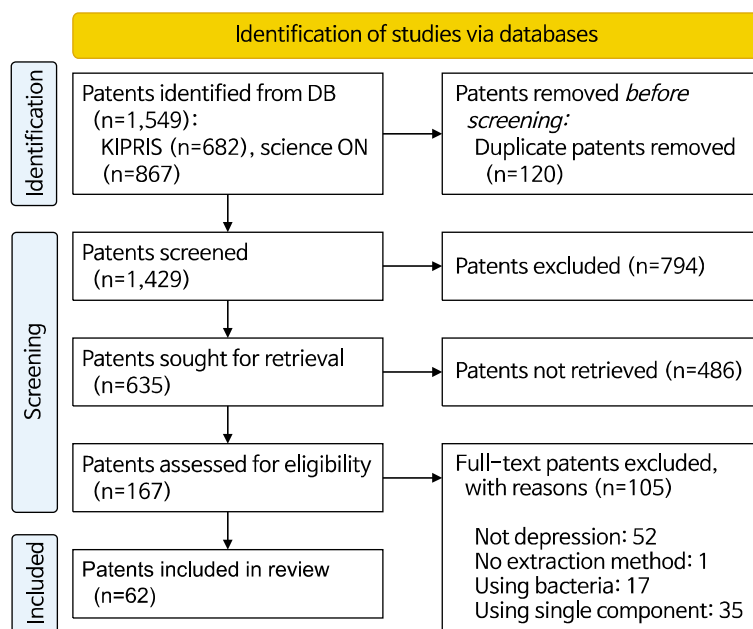 Identification of studies via databases
Identification
Patents identified from DB
(n=1,549):
KIPRIS (n=682), science ON
(n=867)
Patents removed before
screening:
Duplicate patents removed
(n=120)
Screening
Patents screened
(n=1,429)
Patents excluded (n=794)
Patents sought for retrieval
(n=635)
Patents not retrieved (n=486)
Patents assessed for eligibility
(n=167)
Full-text patents excluded,
with reasons (n=105)
Not depression: 52
No extraction method: 1
Using bacteria: 17
Using single component: 35
Included
Patents included in review
(n=62)